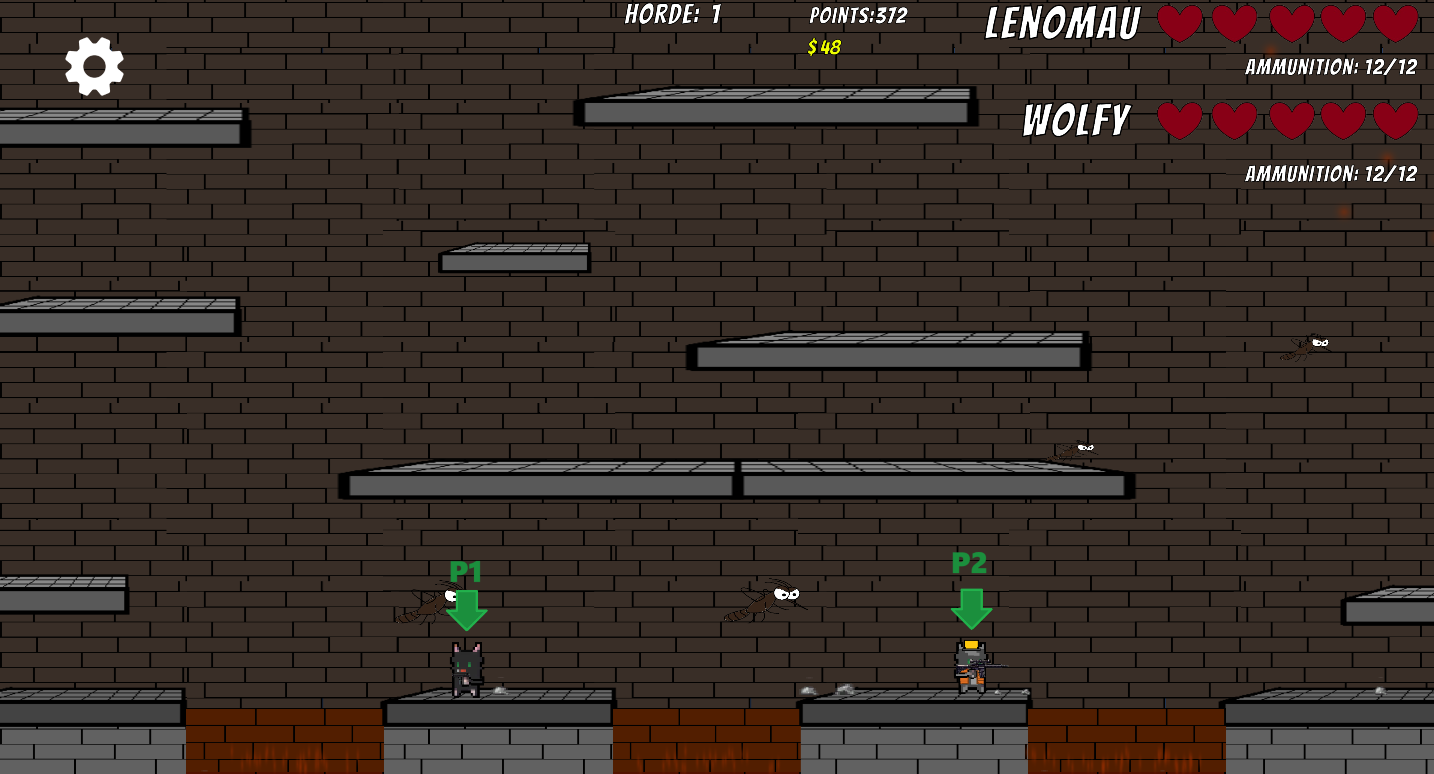 HORDE: 1
POINTS:372
$48
LENOMAU
AMMUNITION: 12/12
WOLFY
AMMUNITION: 12/12
P1
P2